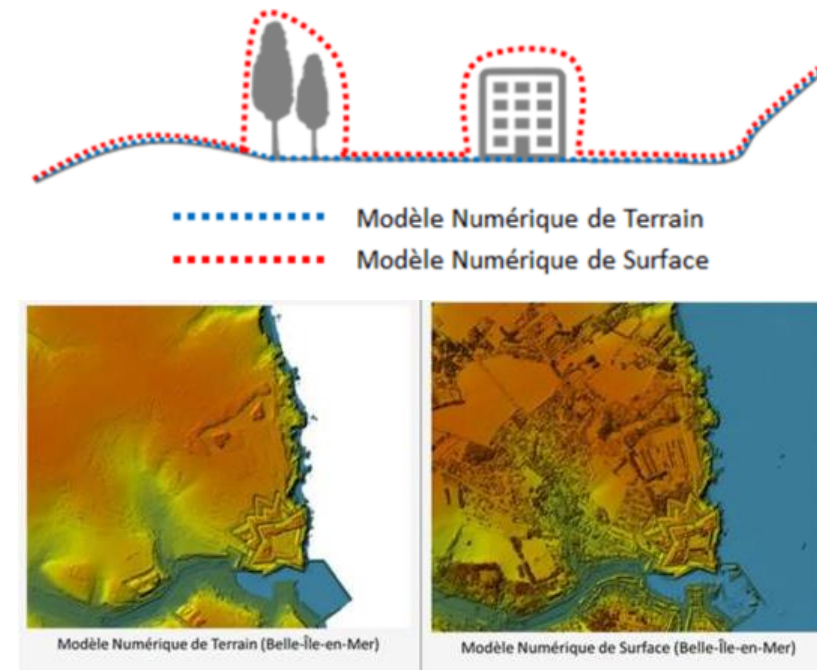 Modèle Numérique de Terrain
Modèle Numérique de Surface
Modèle Numérique de Terrain (Belle-Île-en-Mer)
Modèle Numérique de Surface (Belle-Île-en-Mer)